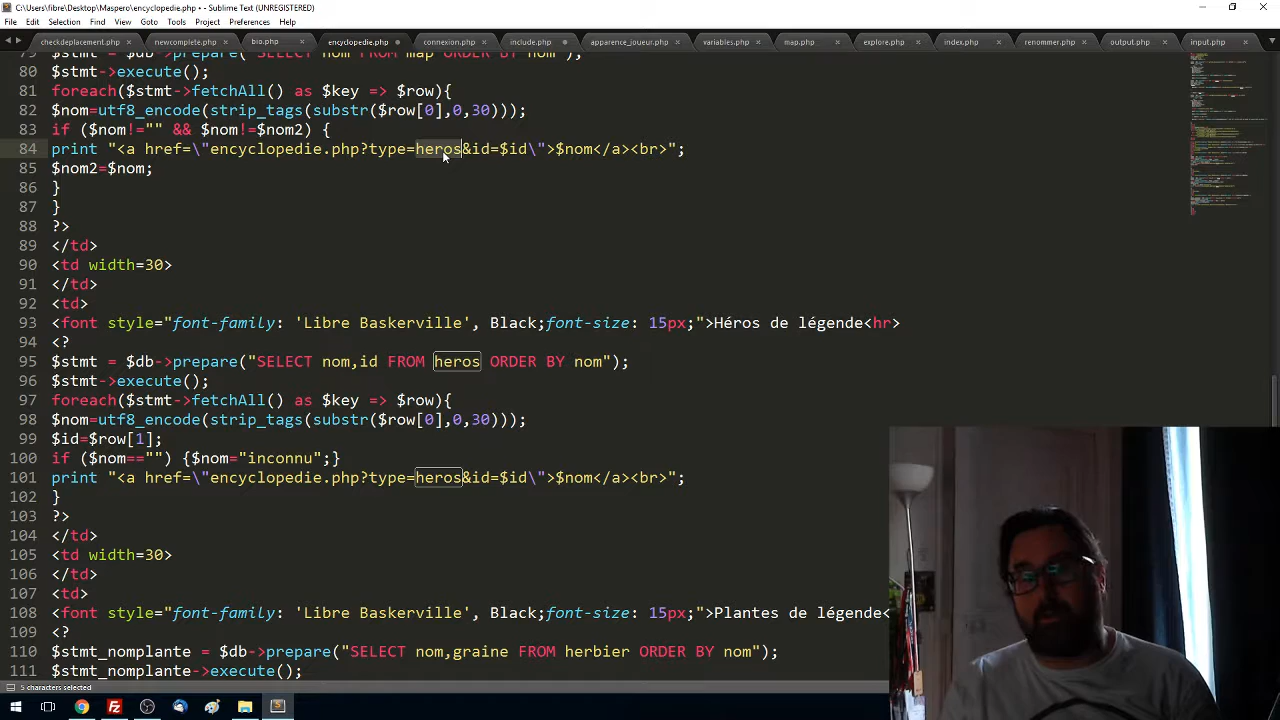 C:\Users\fibre\Desktop\Maspero\encyclopedie.php • - Sublime Text (UNREGISTERED)
File Edit Selection Find View Goto Tools Project Preferences Help
checkdeplacement.php newcomplete.php bio.php encyclopedie.php connexion.php include.php apparence_joueur.php variables.php map.php explore.php index.php renommer.php output.php input.php
79 $stmt = $db->prepare("SELECT nom FROM map ORDER BY nom");
80 $stmt->execute();
81 foreach($stmt->fetchAll() as $key => $row){
82 $nom=utf8_encode(strip_tags(substr($row[0],0,30)));
83 if ($nom!="" && $nom!=$nom2) {
84 print "<a href=\"encyclopedie.php?type=heros&id=$id\">$nom</a><br>";
85 $nom2=$nom;
86 }
87 }
88 ?>
89 </td>
90 <td width=30>
91 </td>
92 <td>
93 <font style="font-family: 'Libre Baskerville', Black;font-size: 15px;">Héros de légende<hr>
94 <?
95 $stmt = $db->prepare("SELECT nom,id FROM heros ORDER BY nom");
96 $stmt->execute();
97 foreach($stmt->fetchAll() as $key => $row){
98 $nom=utf8_encode(strip_tags(substr($row[0],0,30)));
99 $id=$row[1];
100 if ($nom=="") {$nom="inconnu";}
101 print "<a href=\"encyclopedie.php?type=heros&id=$id\">$nom</a><br>";
102 }
103 ?>
104 </td>
105 <td width=30>
106 </td>
107 <td>
108 <font style="font-family: 'Libre Baskerville', Black;font-size: 15px;">Plantes de légende<
109 <?
110 $stmt_nomplante = $db->prepare("SELECT nom,graine FROM herbier ORDER BY nom");
111 $stmt_nomplante->execute();
5 characters selected